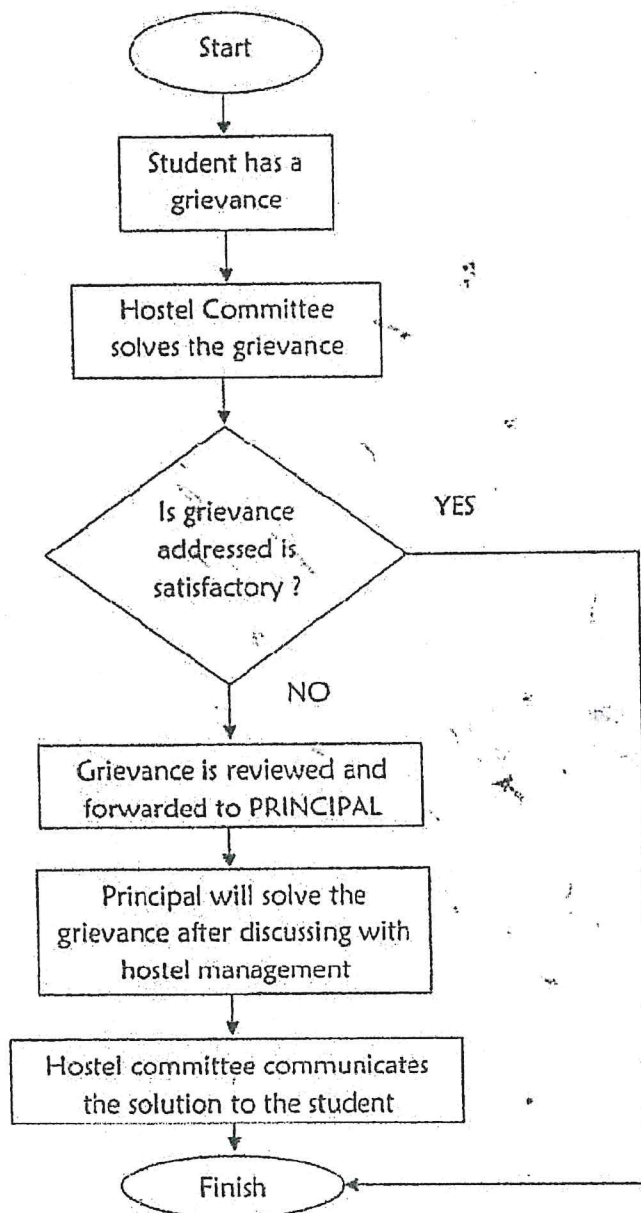 Start
Student has a
grievance
Hostel Committee
solves the grievance
Is grievance
addressed is
satisfactory ?
YES
NO
Grievance is reviewed and
forwarded to PRINCIPAL
Principal will solve the
grievance after discussing with
hostel management
Hostel committee communicates
the solution to the student
Finish